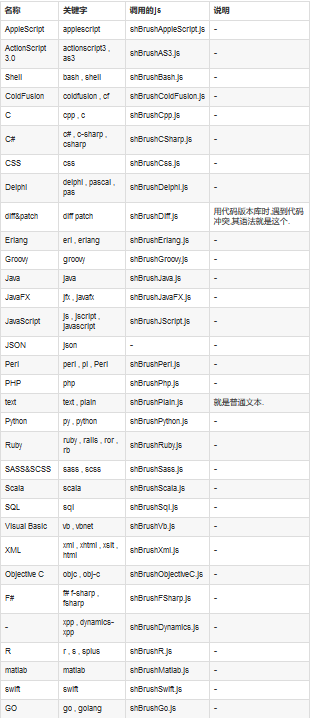 名称 关键字 调用的js 说明
AppleScript applescript shBrushAppleScript.js -
ActionScript 3.0 actionscript3 , as3 shBrushAS3.js -
Shell bash , shell shBrushBash.js -
ColdFusion coldfusion , cf shBrushColdFusion.js -
C cpp , c shBrushCpp.js -
C# c# , c-sharp , csharp shBrushCSharp.js -
CSS css shBrushCss.js -
Delphi delphi , pascal , pas shBrushDelphi.js -
diff&patch diff patch shBrushDiff.js 用代码版本库时,遇到代码冲突,其语法就是这个.
Erlang erl , erlang shBrushErlang.js -
Groovy groovy shBrushGroovy.js -
Java java shBrushJava.js -
JavaFX jfx , javafx shBrushJavaFX.js -
JavaScript js , jscript , javascript shBrushJScript.js -
JSON json - -
Perl perl , pl , Perl shBrushPerl.js -
PHP php shBrushPhp.js -
text text , plain shBrushPlain.js 就是普通文本.
Python py , python shBrushPython.js -
Ruby ruby , rails , ror , rb shBrushRuby.js -
SASS&SCSS sass , scss shBrushSass.js -
Scala scala shBrushScala.js -
SQL sql shBrushSql.js -
Visual Basic vb , vbnet shBrushVb.js -
XML xml , xhtml , xslt , html shBrushXml.js -
Objective C objc , obj-c shBrushObjectiveC.js -
F# f# f-sharp , fsharp shBrushFSharp.js -
- xpp , dynamics-xpp shBrushDynamics.js -
R r , s , splus shBrushR.js -
matlab matlab shBrushMatlab.js -
swift swift shBrushSwift.js -
GO go , golang shBrushGo.js -